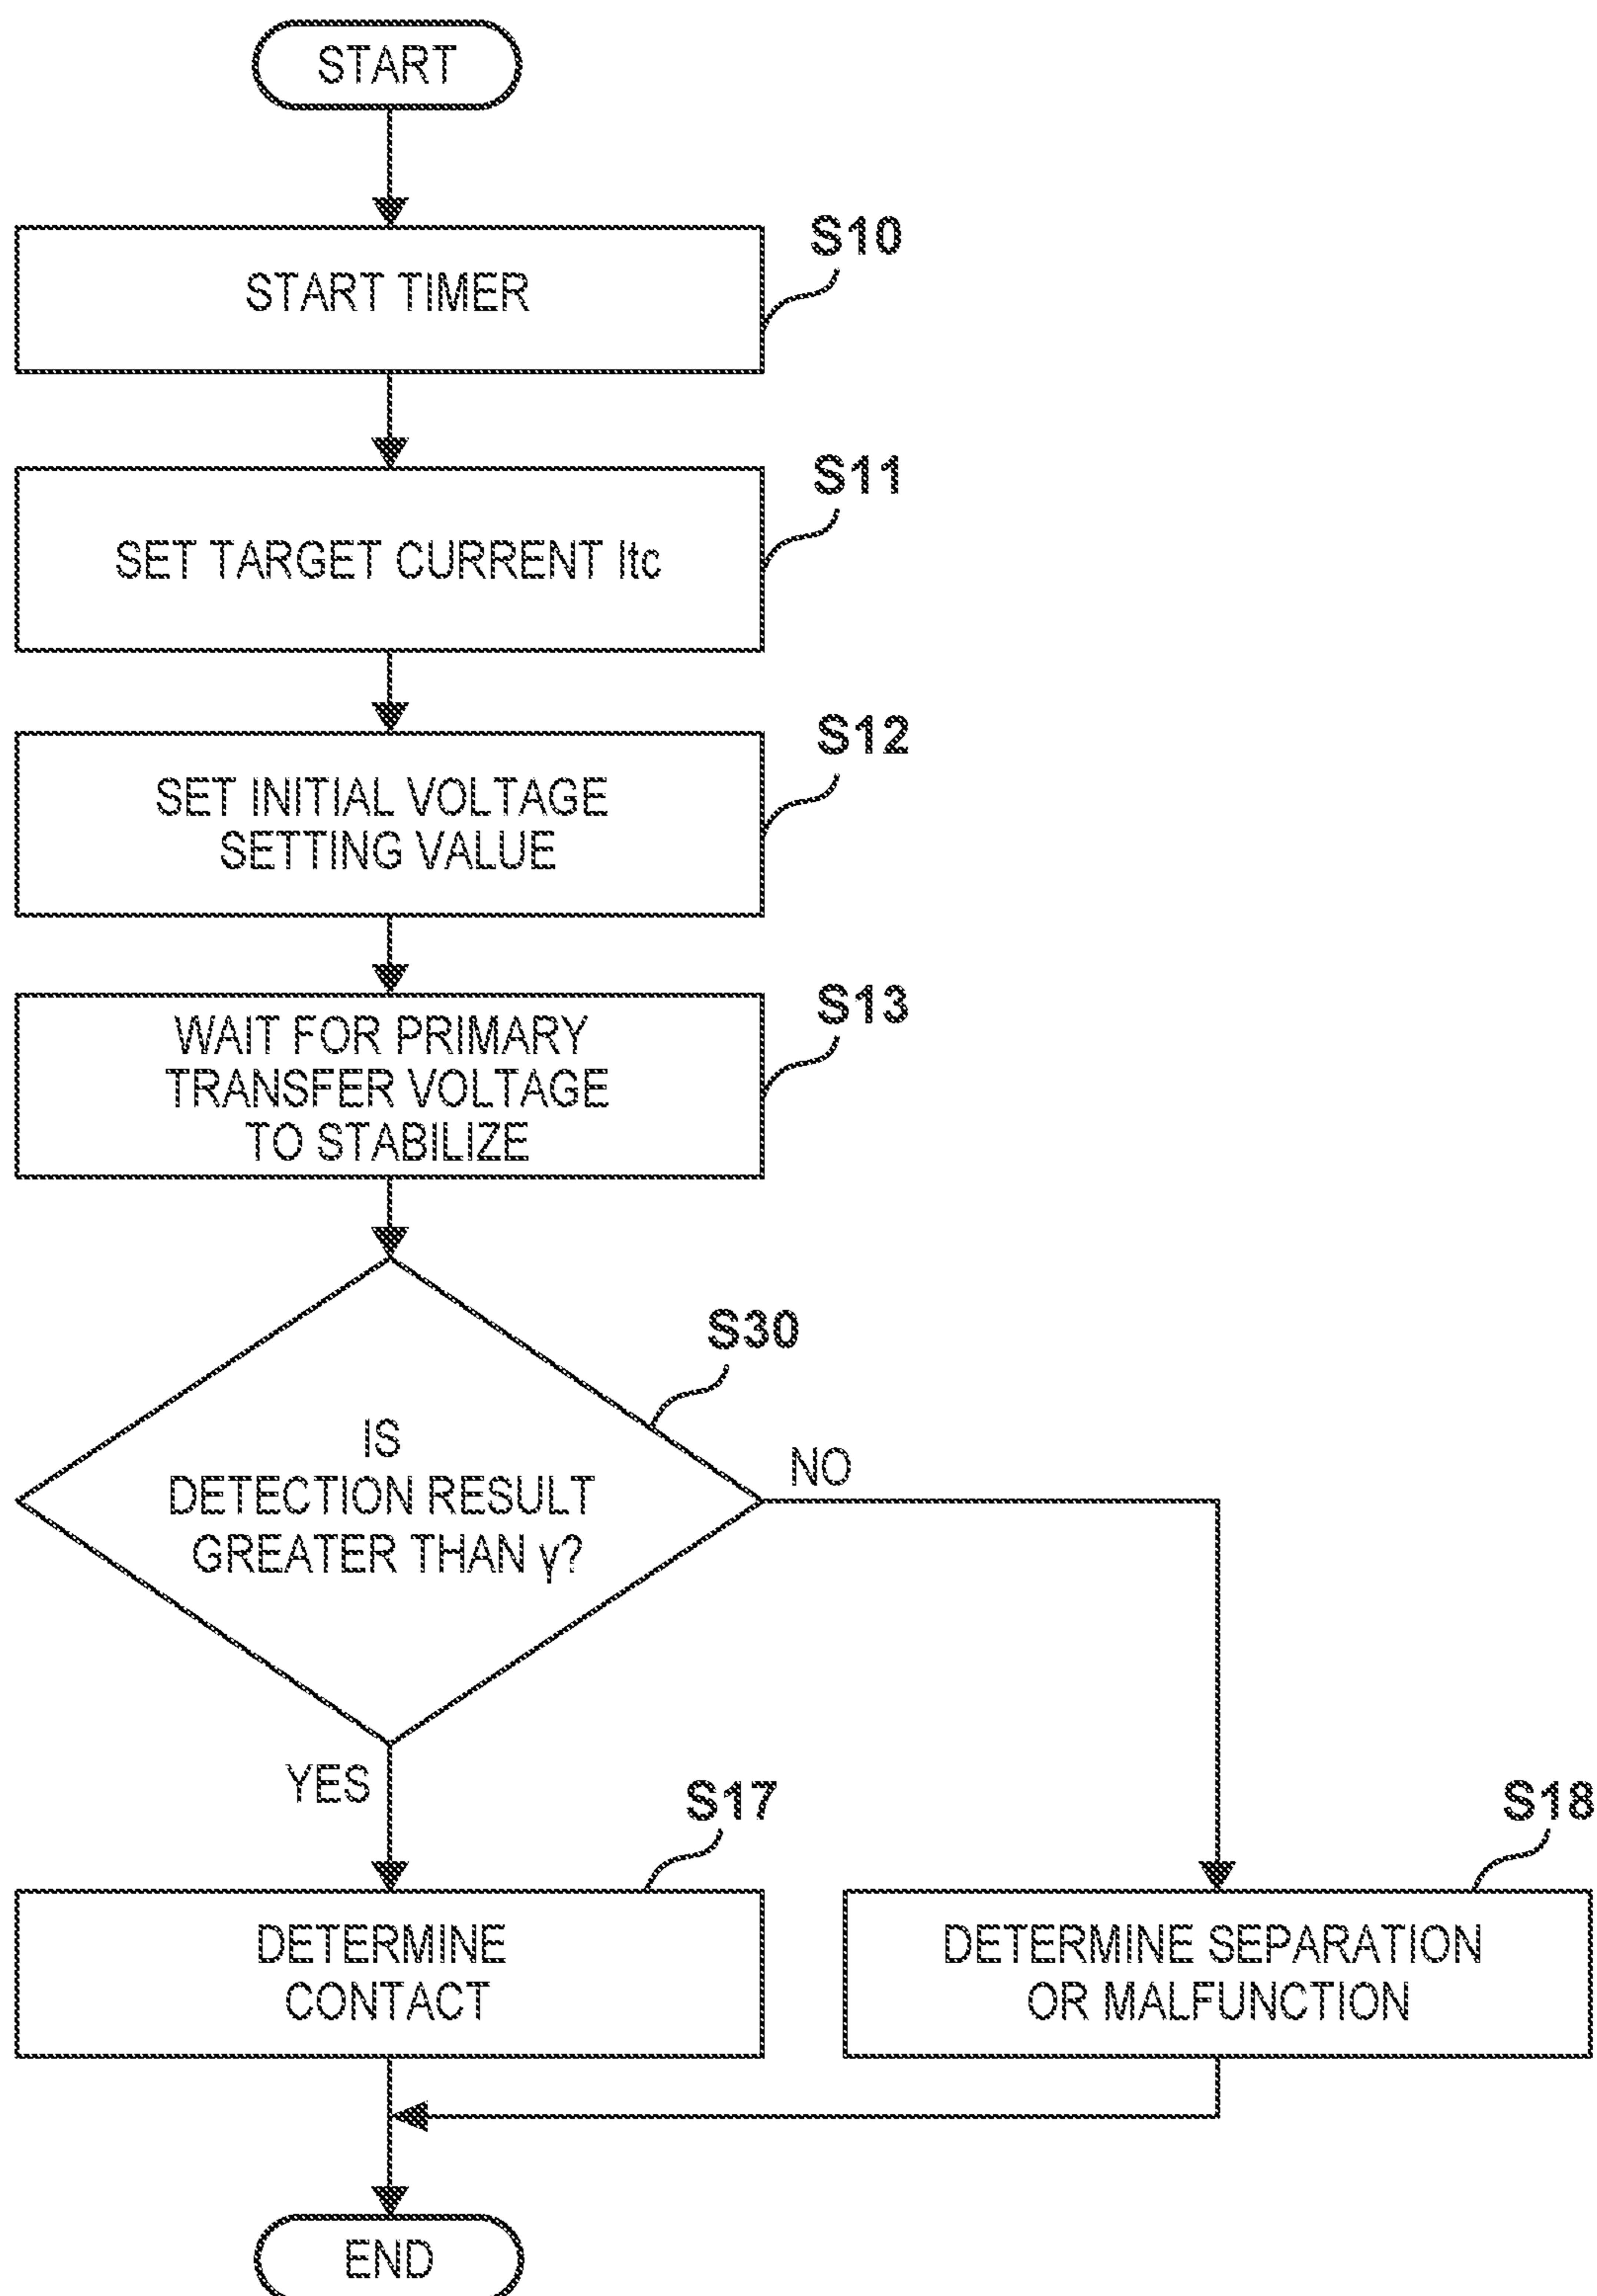 START
S10
START TIMER
S11
SET TARGET CURRENT Itc
S12
SET INITIAL VOLTAGE
SETTING VALUE
S13
WAIT FOR PRIMARY
TRANSFER VOLTAGE
TO STABILIZE
S30
IS
DETECTION RESULT
GREATER THAN γ?
NO
YES
S17
S18
DETERMINE
CONTACT
DETERMINE SEPARATION
OR MALFUNCTION
END